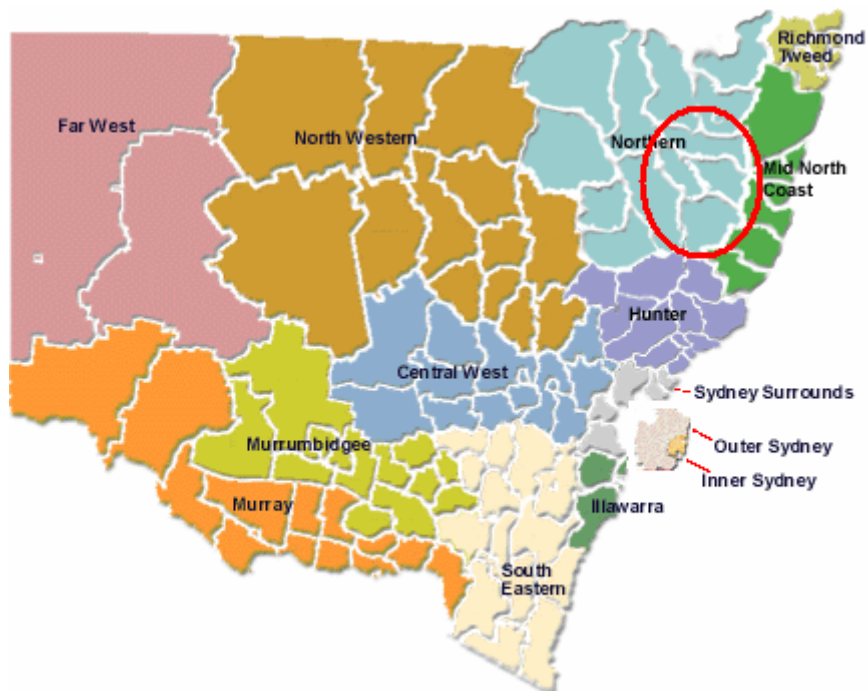 Richmond
Tweed
Far West
North Western
Northern
Mid North
Coast
Hunter
Central West
Sydney Surrounds
Murrumbidgee
Outer Sydney
Inner Sydney
Murray
Illawarra
South
Eastern